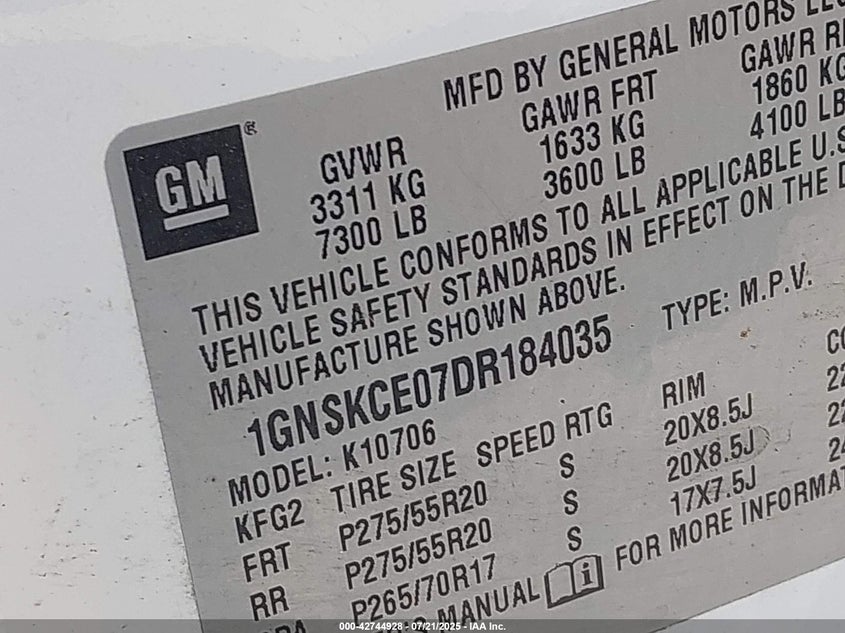 MFD BY GENERAL MOTORS LLC
GM ®
GVWR GAWR FRT GAWR
3311 KG 1633 KG 1860 KG
7300 LB 3600 LB 4100 LB
THIS VEHICLE CONFORMS TO ALL APPLICABLE U.S
VEHICLE SAFETY STANDARDS IN EFFECT ON THE
MANUFACTURE SHOWN ABOVE.
1GNSKCE07DR184035 TYPE: M.P.V.
MODEL: K10706
KFG2 TIRE SIZE SPEED RTG RIM
FRT P275/55R20 S 20X8.5J
RR P275/55R20 S 20X8.5J
P265/70R17 S 17X7.5J
MANUAL i FOR MORE
000-42744928 - 07/21/2025 - IAA Inc.